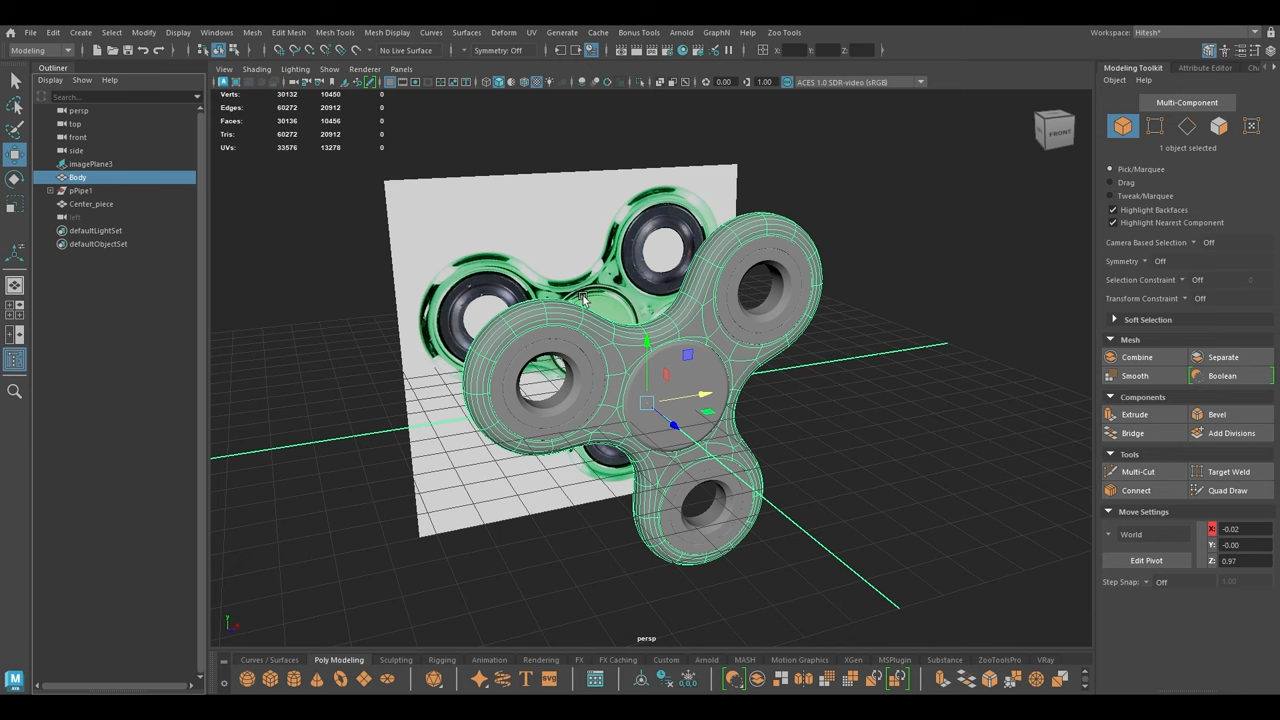 File Edit Create Select Modify Display Windows Mesh Edit Mesh Mesh Tools Mesh Display Curves Surfaces Deform UV Generate Cache Bonus Tools Arnold GraphN Help Zoo Tools
Workspace: Hitesh*
Modeling
No Live Surface
Symmetry: Off
X: Y: Z:
Outliner
Display Show Help
Search...
persp
top
front
side
imagePlane3
Body
pPipe1
Center_piece
left
defaultLightSet
defaultObjectSet
View Shading Lighting Show Renderer Panels
0.00 1.00 ACES 1.0 SDR-video (sRGB)
Verts: 30132 10450 0
Edges: 60272 20912 0
Faces: 30136 10456 0
Tris: 60272 20912 0
UVs: 33576 13278 0
FRONT
persp
Modeling Toolkit Attribute Editor
Object Help
Multi-Component
1 object selected
Pick/Marquee
Drag
Tweak/Marquee
Highlight Backfaces
Highlight Nearest Component
Camera Based Selection Off
Symmetry Off
Selection Constraint Off 0
Transform Constraint Off
Soft Selection
Mesh
Combine Separate
Smooth Boolean
Components
Extrude Bevel
Bridge Add Divisions
Tools
Multi-Cut Target Weld
Connect Quad Draw
Move Settings
World
X: -0.02
Y: -0.00
Edit Pivot Z: 0.97
Step Snap: Off 1.00
Curves / Surfaces Poly Modeling Sculpting Rigging Animation Rendering FX FX Caching Custom Arnold MASH Motion Graphics XGen MSPlugin Substance ZooToolsPro VRay
T SVG 0,0,0
M